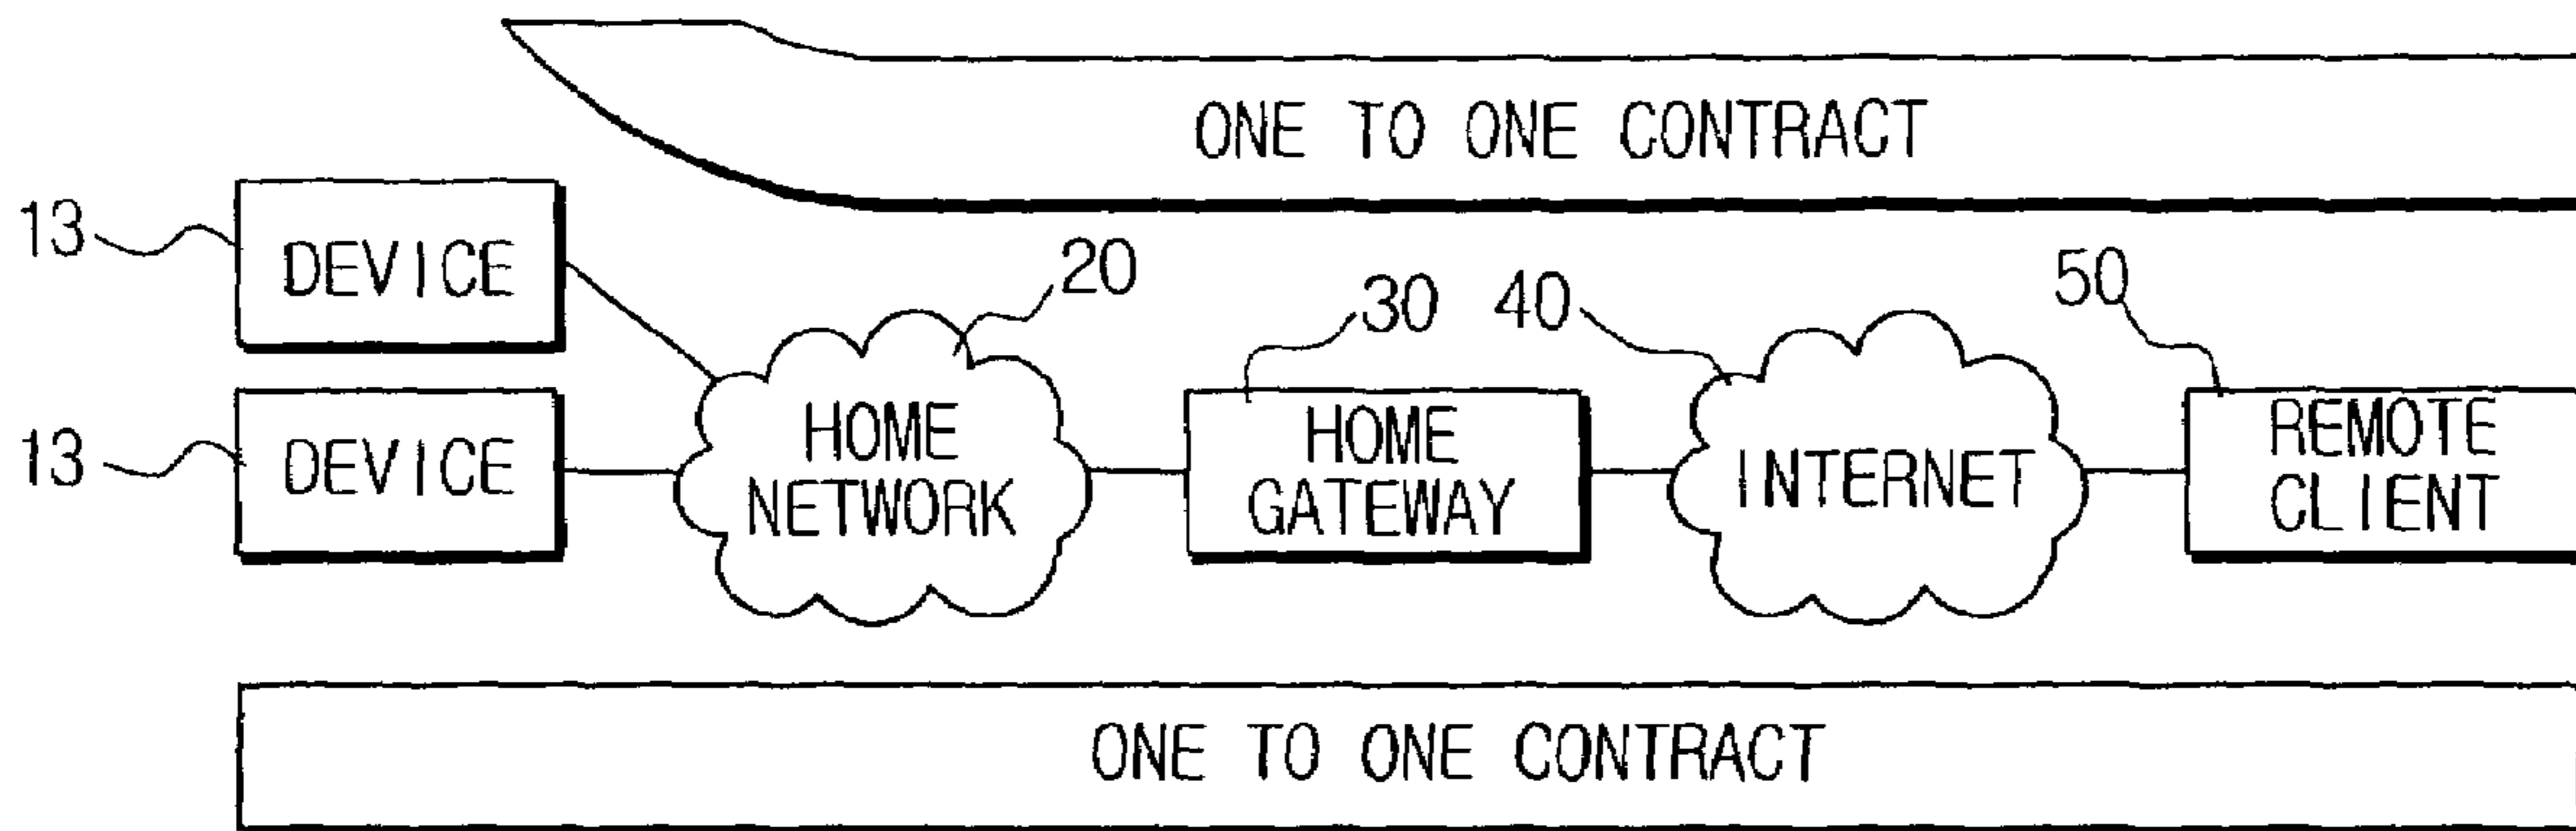 ONE TO ONE CONTRACT
13
DEVICE
20
30
40
50
13
DEVICE
HOME
NETWORK
HOME
GATEWAY
INTERNET
REMOTE
CLIENT
ONE TO ONE CONTRACT